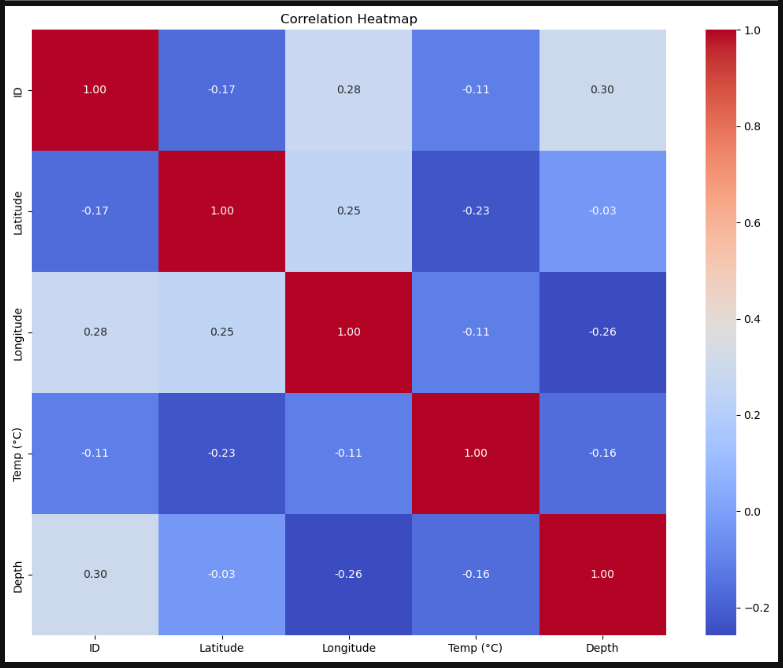 Correlation Heatmap
ID 1.00 -0.17 0.28 -0.11 0.30
Latitude -0.17 1.00 0.25 -0.23 -0.03
Longitude 0.28 0.25 1.00 -0.11 -0.26
Temp (°C) -0.11 -0.23 -0.11 1.00 -0.16
Depth 0.30 -0.03 -0.26 -0.16 1.00
ID Latitude Longitude Temp (°C) Depth
1.0
0.8
0.6
0.4
0.2
0.0
−0.2